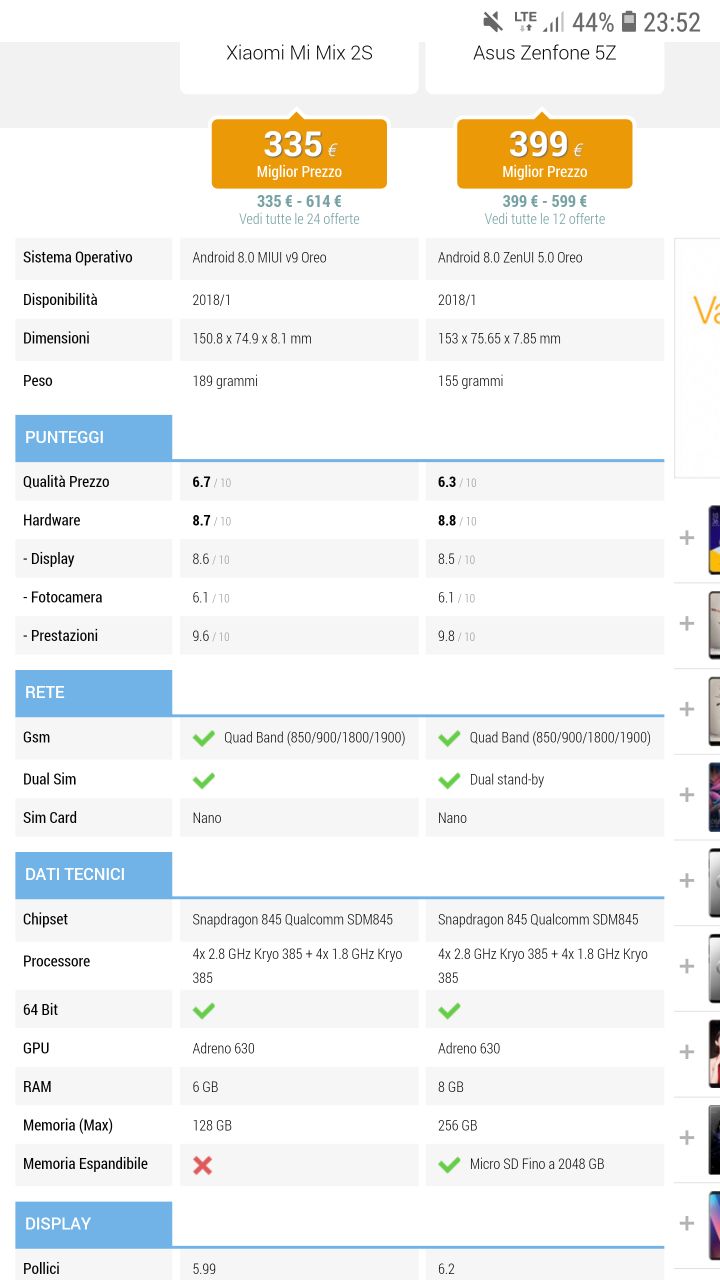 LTE 44% 23:52
Xiaomi Mi Mix 2S Asus Zenfone 5Z
335 € 399 €
Miglior Prezzo Miglior Prezzo
335 € - 614 € 399 € - 599 €
Vedi tutte le 24 offerte Vedi tutte le 12 offerte
Sistema Operativo Android 8.0 MIUI v9 Oreo Android 8.0 ZenUI 5.0 Oreo
Disponibilità 2018/1 2018/1
Dimensioni 150.8 x 74.9 x 8.1 mm 153 x 75.65 x 7.85 mm
Peso 189 grammi 155 grammi
PUNTEGGI
Qualità Prezzo 6.7 / 10 6.3 / 10
Hardware 8.7 / 10 8.8 / 10
- Display 8.6 / 10 8.5 / 10
- Fotocamera 6.1 / 10 6.1 / 10
- Prestazioni 9.6 / 10 9.8 / 10
RETE
Gsm Quad Band (850/900/1800/1900) Quad Band (850/900/1800/1900)
Dual Sim Dual stand-by
Sim Card Nano Nano
DATI TECNICI
Chipset Snapdragon 845 Qualcomm SDM845 Snapdragon 845 Qualcomm SDM845
Processore 4x 2.8 GHz Kryo 385 + 4x 1.8 GHz Kryo 4x 2.8 GHz Kryo 385 + 4x 1.8 GHz Kryo
385 385
64 Bit
GPU Adreno 630 Adreno 630
RAM 6 GB 8 GB
Memoria (Max) 128 GB 256 GB
Memoria Espandibile Micro SD Fino a 2048 GB
DISPLAY
Pollici 5.99 6.2